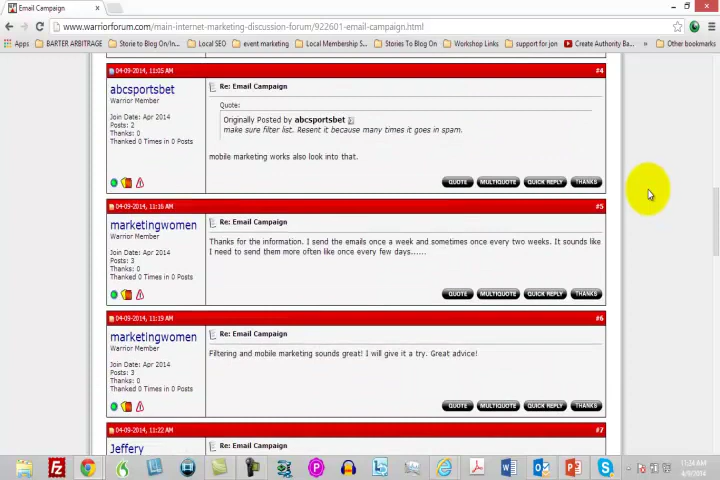 Email Campaign
www.warriorforum.com/main-internet-marketing-discussion-forum/922601-email-campaign.html
Apps BARTER ARBITRAGE Storie to Blog On/In... Local SEO event marketing Local Membership S... Stories To Blog On Workshop Links support for jon Create Authority Ba... » Other bookmarks
04-09-2014, 11:05 AM #4
abcsportsbet
Warrior Member
Join Date: Apr 2014
Posts: 2
Thanks: 0
Thanked 0 Times in 0 Posts
Re: Email Campaign
Quote:
Originally Posted by abcsportsbet
make sure filter list. Resent it because many times it goes in spam.
mobile marketing works also look into that.
QUOTE MULTIQUOTE QUICK REPLY THANKS
04-09-2014, 11:16 AM #5
marketingwomen
Warrior Member
Join Date: Apr 2014
Posts: 3
Thanks: 0
Thanked 0 Times in 0 Posts
Re: Email Campaign
Thanks for the information. I send the emails once a week and sometimes once every two weeks. It sounds like
I need to send them more often like once every few days......
QUOTE MULTIQUOTE QUICK REPLY THANKS
04-09-2014, 11:19 AM #6
marketingwomen
Warrior Member
Join Date: Apr 2014
Posts: 3
Thanks: 0
Thanked 0 Times in 0 Posts
Re: Email Campaign
Filtering and mobile marketing sounds great! I will give it a try. Great advice!
QUOTE MULTIQUOTE QUICK REPLY THANKS
04-09-2014, 11:22 AM #7
Jeffery
Re: Email Campaign
11:34 AM
4/9/2014